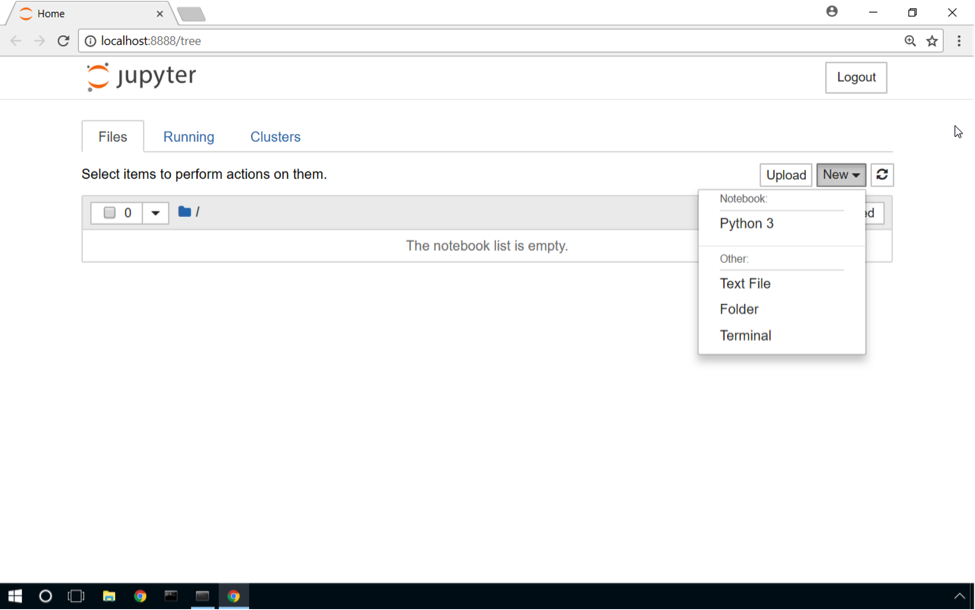 Home
localhost:8888/tree
jupyter
Logout
Files Running Clusters
Select items to perform actions on them.
Upload New
Notebook:
0 /
Python 3
The notebook list is empty.
Other:
Text File
Folder
Terminal